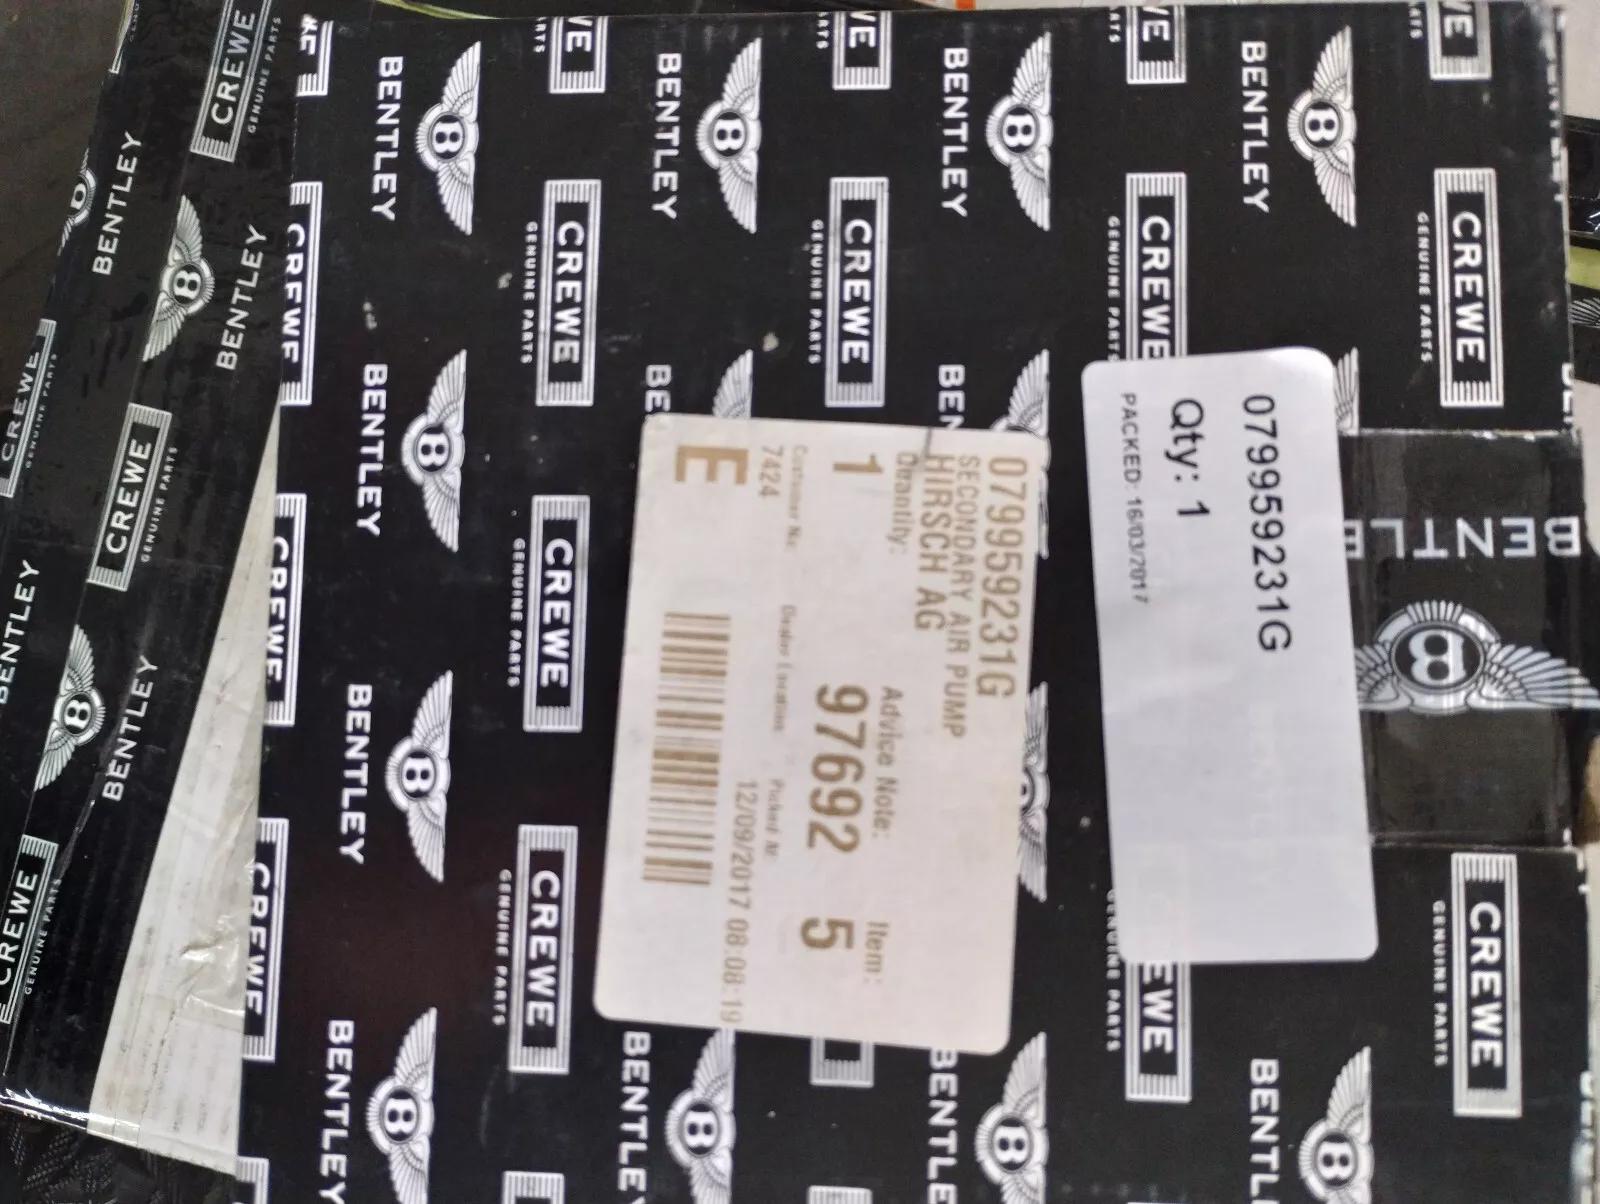 079959231G
Qty: 1
PACKED: 16/03/2017
079959231G
SECONDARY AIR PUMP
HIRSCH AG
Quantity: Advice Note: Item:
1 97692 5
Customer No: Dealer Location: Picked At:
7424 12/09/2017 08:08:19
E
BENTLEY
CREWE
GENUINE PARTS